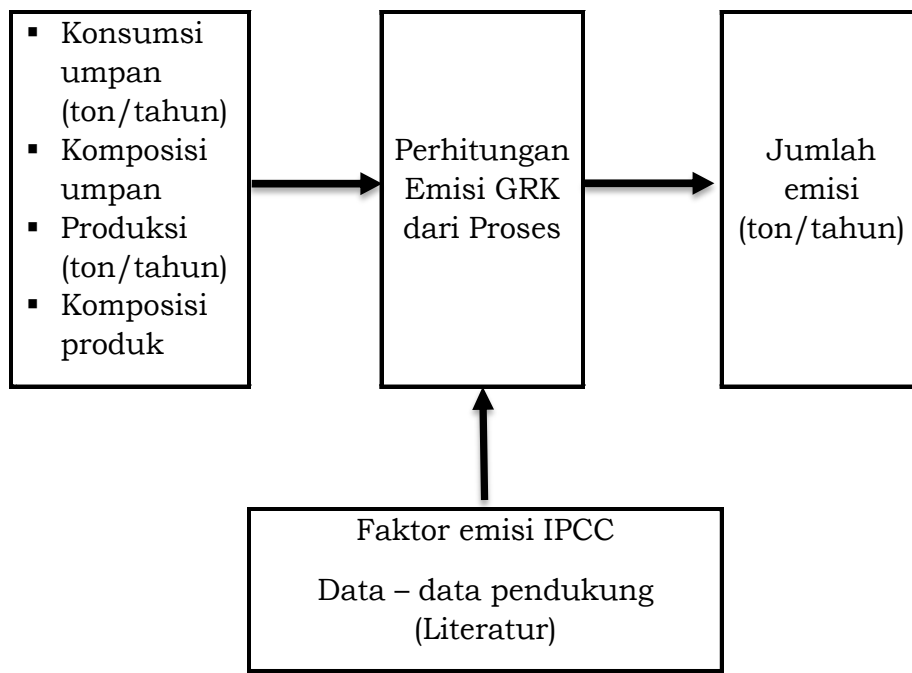 ▪ Konsumsi
umpan
(ton/tahun)
▪ Komposisi
umpan
▪ Produksi
(ton/tahun)
▪ Komposisi
produk
Perhitungan
Emisi GRK
dari Proses
Jumlah
emisi
(ton/tahun)
Faktor emisi IPCC
Data – data pendukung
(Literatur)